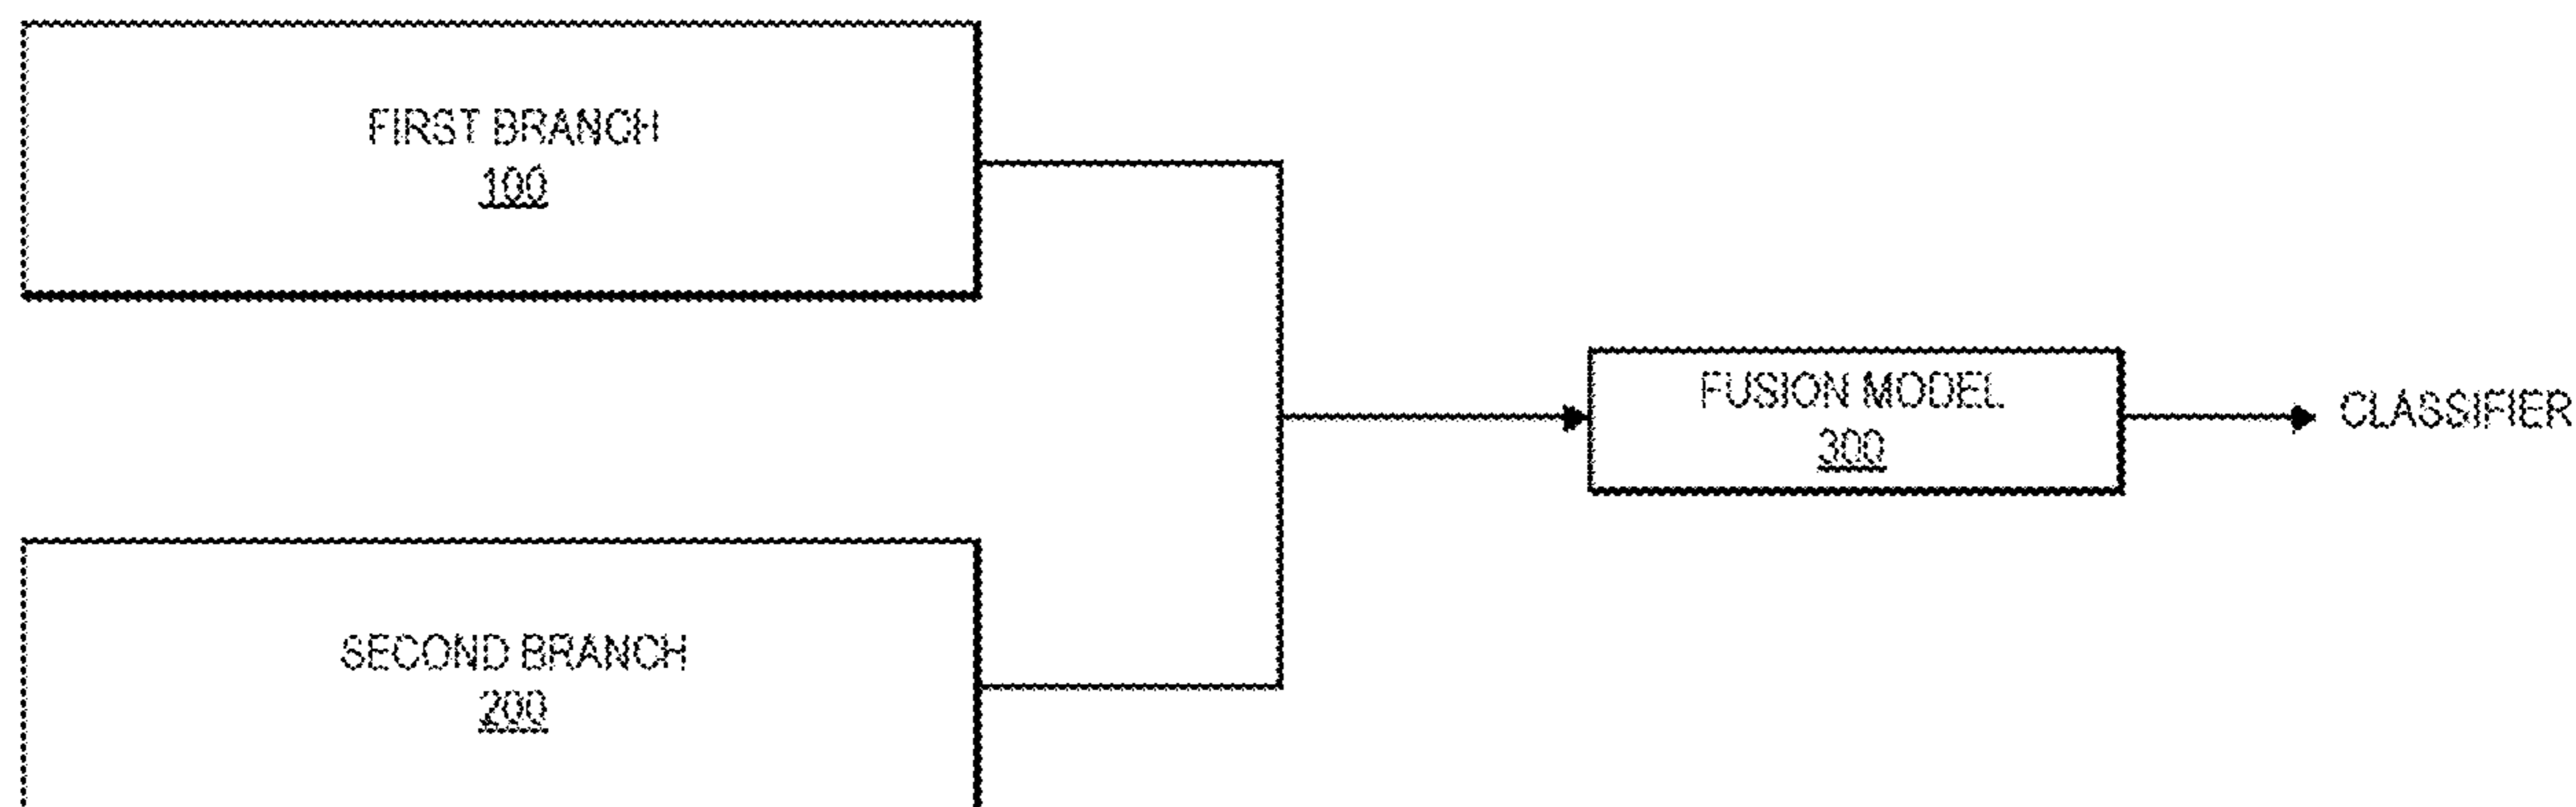 FIRST BRANCH
100
FUSION MODEL
300
CLASSIFIER
SECOND BRANCH
200